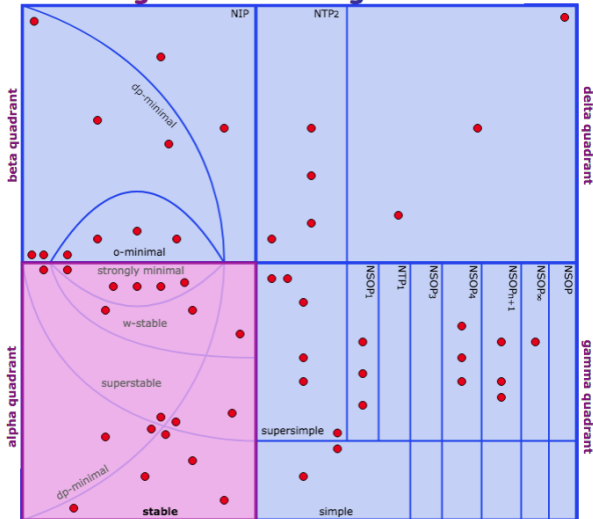 NIP
NTP2
dp-minimal
beta quadrant
delta quadrant
o-minimal
strongly minimal
w-stable
superstable
dp-minimal
stable
alpha quadrant
supersimple
simple
NSOP1
NTP1
NSOP3
NSOP4
NSOPn+1
NSOP∞
NSOP
gamma quadrant